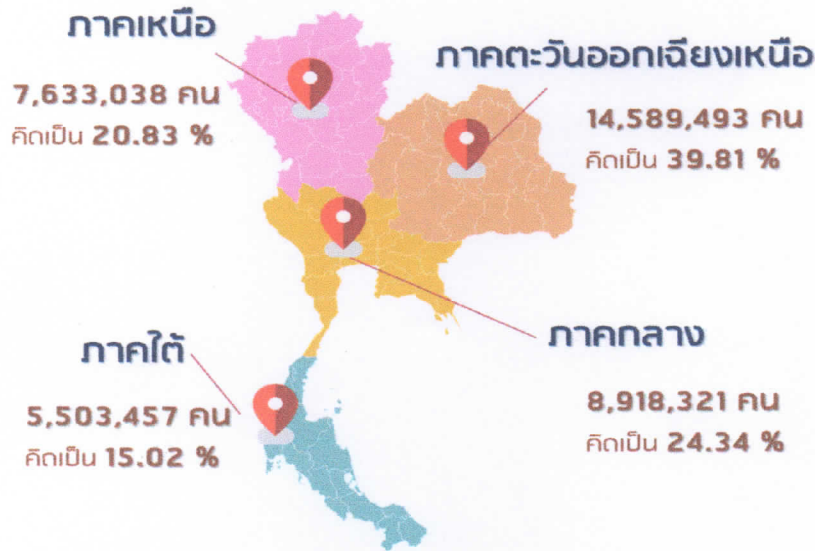 ภาคเหนือ
7,633,038 คน
คิดเป็น 20.83 %
ภาคตะวันออกเฉียงเหนือ
14,589,493 คน
คิดเป็น 39.81 %
ภาคใต้
5,503,457 คน
คิดเป็น 15.02 %
ภาคกลาง
8,918,321 คน
คิดเป็น 24.34 %